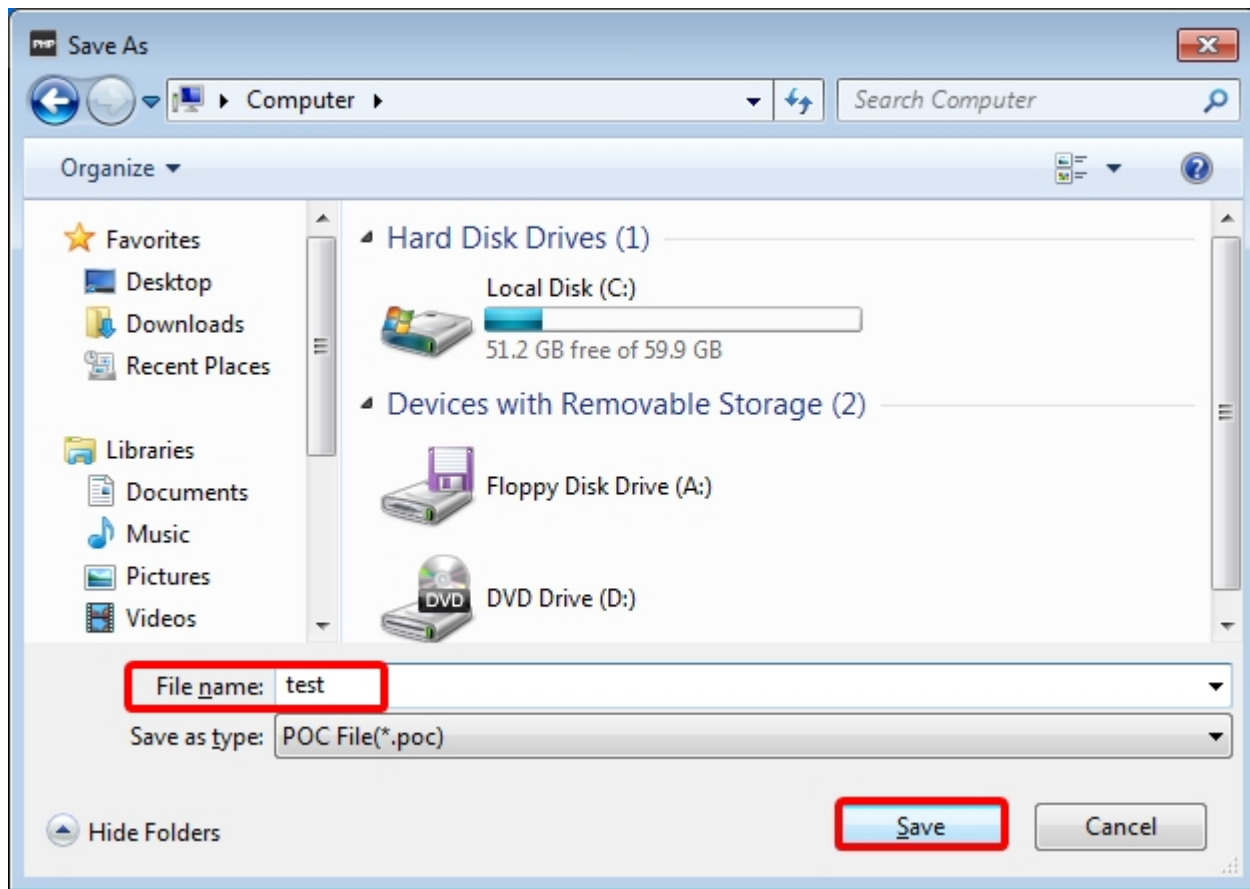 PHP Save As
Computer
Search Computer
Organize
Favorites
Desktop
Downloads
Recent Places
Libraries
Documents
Music
Pictures
Videos
Hard Disk Drives (1)
Local Disk (C:)
51.2 GB free of 59.9 GB
Devices with Removable Storage (2)
Floppy Disk Drive (A:)
DVD
DVD Drive (D:)
File name: test
Save as type: POC File(*.poc)
Hide Folders
Save
Cancel